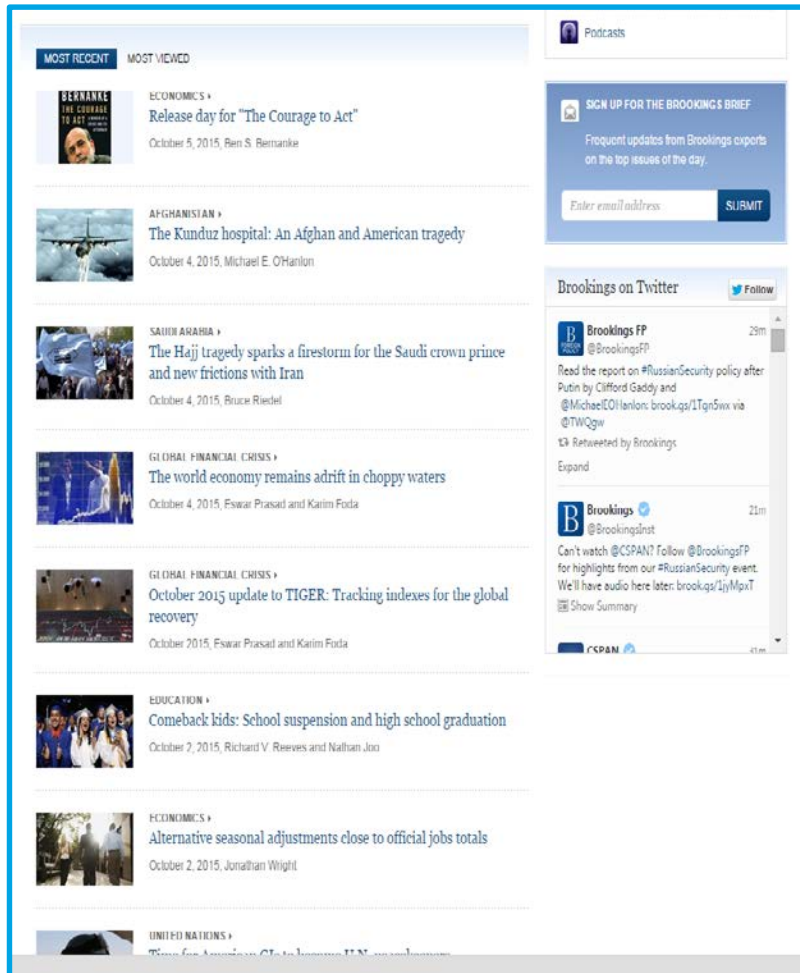 MOST RECENT
MOST VIEWED
BERNANKE
THE COURAGE
TO ACT
ECONOMICS ›
Release day for "The Courage to Act"
October 5, 2015, Ben S. Bernanke
AFGHANISTAN ›
The Kunduz hospital: An Afghan and American tragedy
October 4, 2015, Michael E. O'Hanlon
SAUDI ARABIA ›
The Hajj tragedy sparks a firestorm for the Saudi crown prince
and new frictions with Iran
October 4, 2015, Bruce Riedel
GLOBAL FINANCIAL CRISIS ›
The world economy remains adrift in choppy waters
October 4, 2015, Eswar Prasad and Karim Foda
GLOBAL FINANCIAL CRISIS ›
October 2015 update to TIGER: Tracking indexes for the global
recovery
October 2015, Eswar Prasad and Karim Foda
EDUCATION ›
Comeback kids: School suspension and high school graduation
October 2, 2015, Richard V. Reeves and Nathan Joo
ECONOMICS ›
Alternative seasonal adjustments close to official jobs totals
October 2, 2015, Jonathan Wright
UNITED NATIONS ›
Podcasts
SIGN UP FOR THE BROOKINGS BRIEF
Frequent updates from Brookings experts
on the top issues of the day.
Enter email address
SUBMIT
Brookings on Twitter
Follow
B
FOREIGN
POLICY
Brookings FP
29m
@BrookingsFP
Read the report on #RussianSecurity policy after
Putin by Clifford Gaddy and
@MichaelEOHanlon: brook.gs/1Tqn5wx via
@TWQgw
Retweeted by Brookings
Expand
B
Brookings
21m
@BrookingsInst
Can't watch @CSPAN? Follow @BrookingsFP
for highlights from our #RussianSecurity event.
We'll have audio here later: brook.gs/1jyMpxT
Show Summary
CSPAN